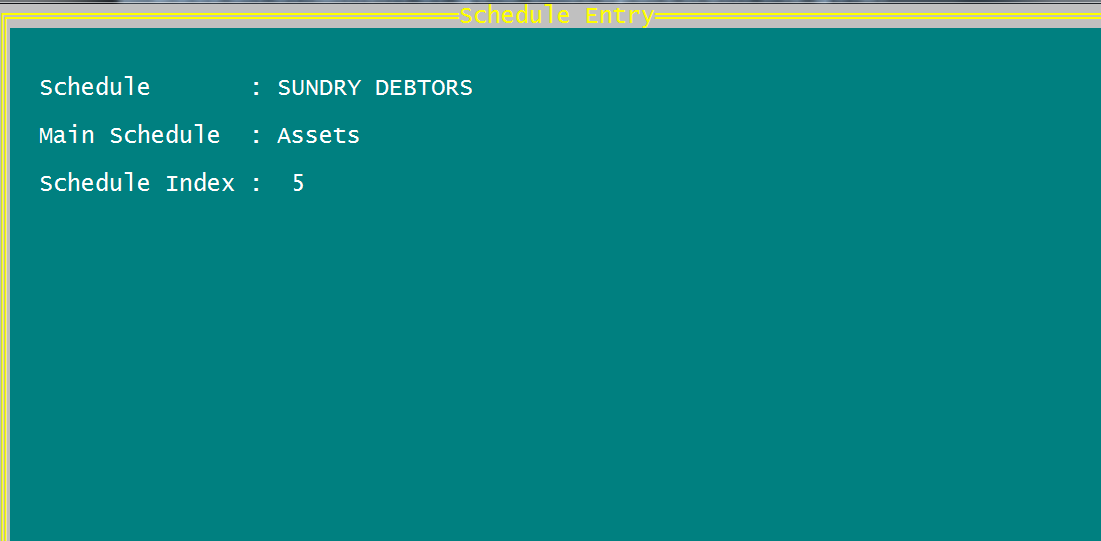 Schedule Entry
Schedule : SUNDRY DEBTORS
Main Schedule : Assets
Schedule Index : 5